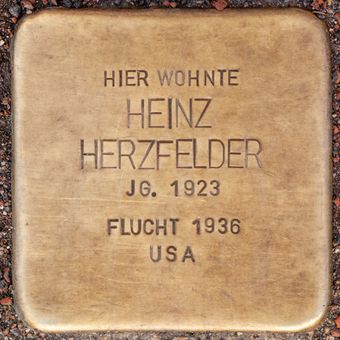 HIER WOHNTE
HEINZ
HERZFELDER
JG. 1923
FLUCHT 1936
USA